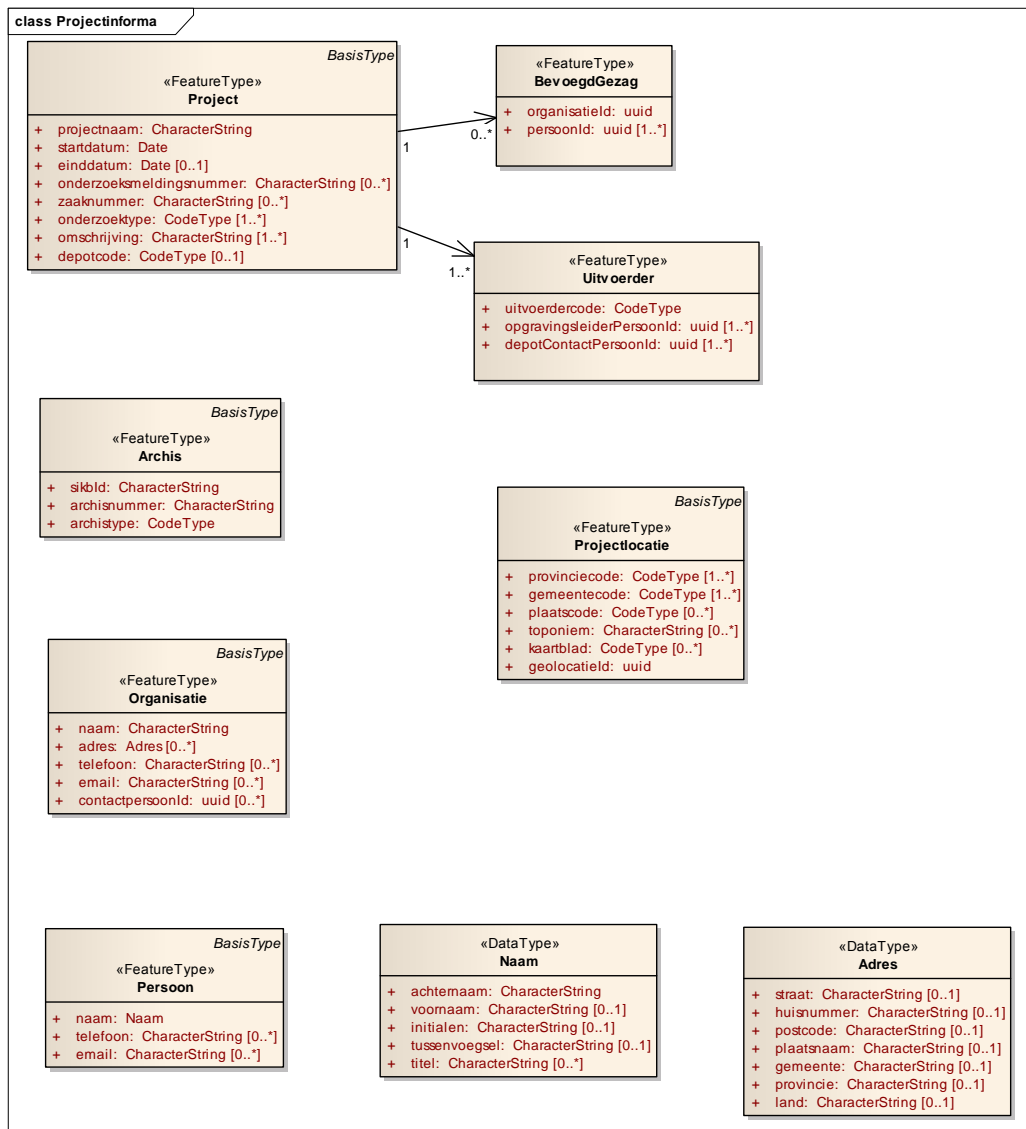 class Projectinforma
BasisType
«FeatureType»
Project
+ projectnaam: CharacterString
+ startdatum: Date
+ einddatum: Date [0..1]
+ onderzoeksmeldingsnummer: CharacterString [0..*]
+ zaaknummer: CharacterString [0..*]
+ onderzoektype: CodeType [1..*]
+ omschrijving: CharacterString [1..*]
+ depotcode: CodeType [0..1]
«FeatureType»
BevoegdGezag
+ organisatieId: uuid
+ persoonId: uuid [1..*]
1
0..*
1
1..*
«FeatureType»
Uitvoerder
+ uitvoerdercode: CodeType
+ opgravingsleiderPersoonId: uuid [1..*]
+ depotContactPersoonId: uuid [1..*]
BasisType
«FeatureType»
Archis
+ sikbId: CharacterString
+ archisnummer: CharacterString
+ archistype: CodeType
BasisType
«FeatureType»
Projectlocatie
+ provinciecode: CodeType [1..*]
+ gemeentecode: CodeType [1..*]
+ plaatscode: CodeType [0..*]
+ toponiem: CharacterString [0..*]
+ kaartblad: CodeType [0..*]
+ geolocatieId: uuid
BasisType
«FeatureType»
Organisatie
+ naam: CharacterString
+ adres: Adres [0..*]
+ telefoon: CharacterString [0..*]
+ email: CharacterString [0..*]
+ contactpersoonId: uuid [0..*]
BasisType
«FeatureType»
Persoon
+ naam: Naam
+ telefoon: CharacterString [0..*]
+ email: CharacterString [0..*]
«DataType»
Naam
+ achternaam: CharacterString
+ voornaam: CharacterString [0..1]
+ initialen: CharacterString [0..1]
+ tussenvoegsel: CharacterString [0..1]
+ titel: CharacterString [0..*]
«DataType»
Adres
+ straat: CharacterString [0..1]
+ huisnummer: CharacterString [0..1]
+ postcode: CharacterString [0..1]
+ plaatsnaam: CharacterString [0..1]
+ gemeente: CharacterString [0..1]
+ provincie: CharacterString [0..1]
+ land: CharacterString [0..1]